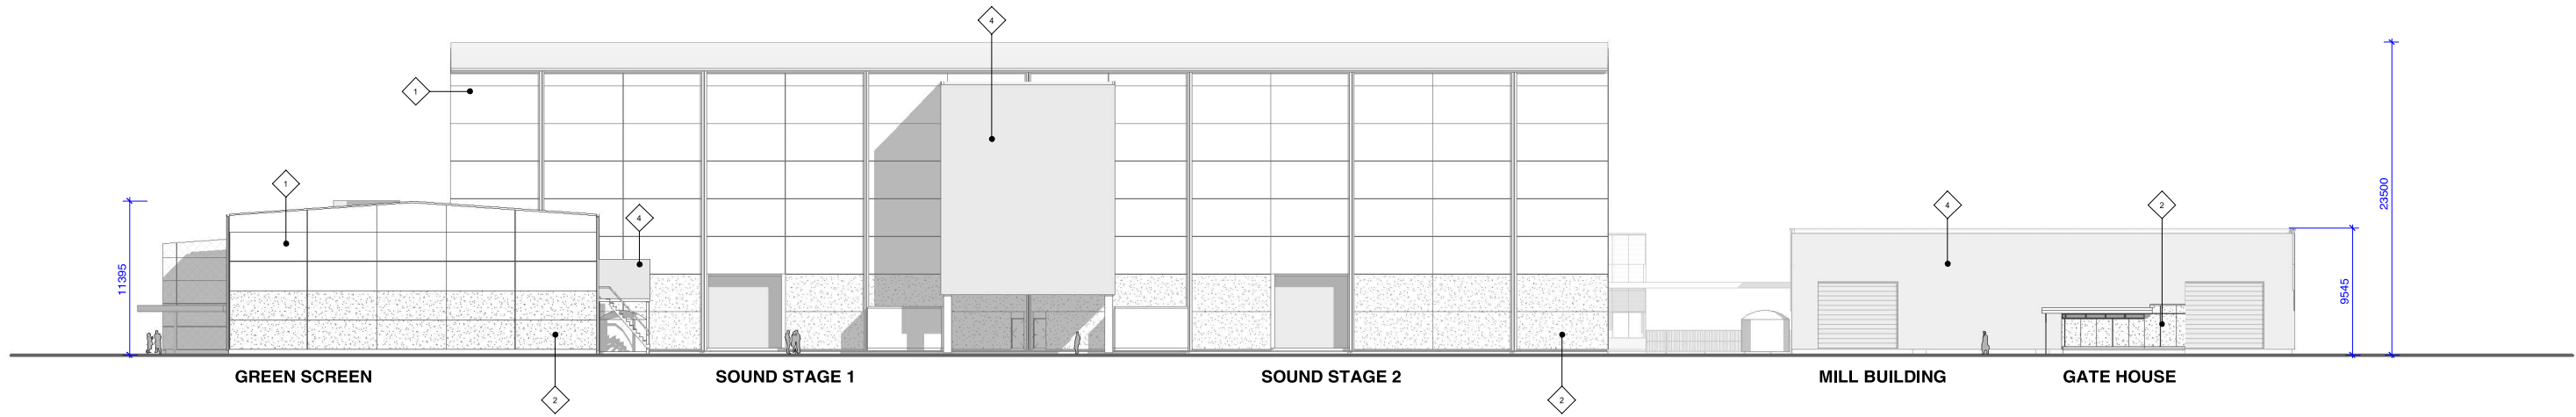 4
1
1
4
4
2
11395
23500
9545
2
2
GREEN SCREEN
SOUND STAGE 1
SOUND STAGE 2
MILL BUILDING
GATE HOUSE